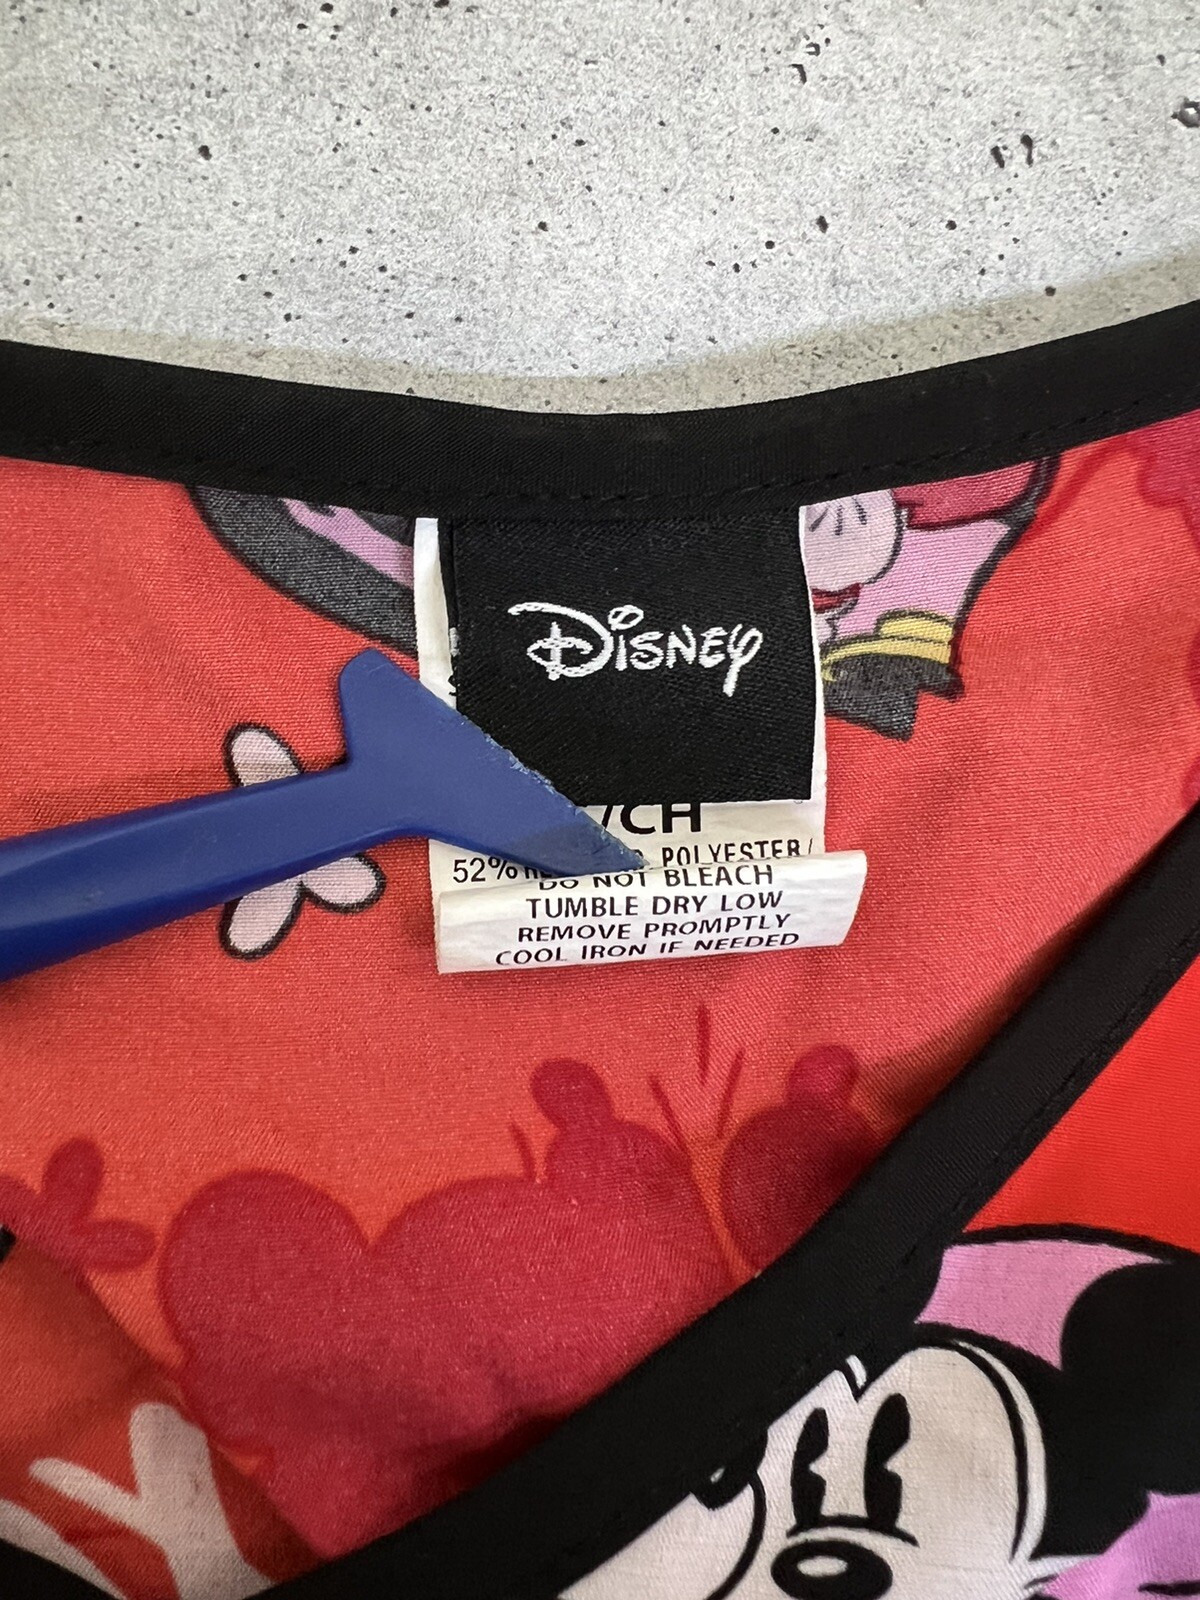 Disney
/CH
52% POLYESTER/
DO NOT BLEACH
TUMBLE DRY LOW
REMOVE PROMPTLY
COOL IRON IF NEEDED